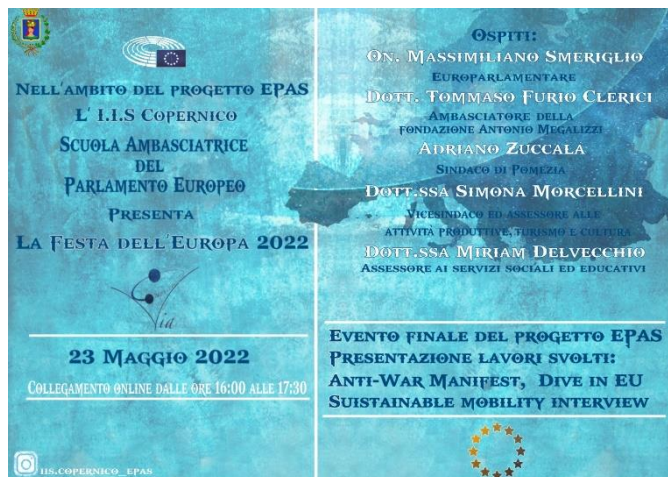 Nell'ambito del progetto EPAS
L' I.I.S Copernico
Scuola Ambasciatrice
del
Parlamento Europeo
Presenta
La Festa dell'Europa 2022
Via
23 Maggio 2022
Collegamento online dalle ore 16:00 alle 17:30
iis.copernico_epas
Ospiti:
On. Massimiliano Smeriglio
Europarlamentare
Dott. Tommaso Furio Clerici
Ambasciatore della
fondazione Antonio Megalizzi
Adriano Zuccala
Sindaco di Pomezia
Dott.ssa Simona Morcellini
Vicesindaco ed assessore alle
attività produttive, turismo e cultura
Dott.ssa Miriam Delvecchio
Assessore ai servizi sociali ed educativi
Evento finale del progetto EPAS
Presentazione lavori svolti:
Anti-War Manifest, Dive in EU
Suistainable mobility interview